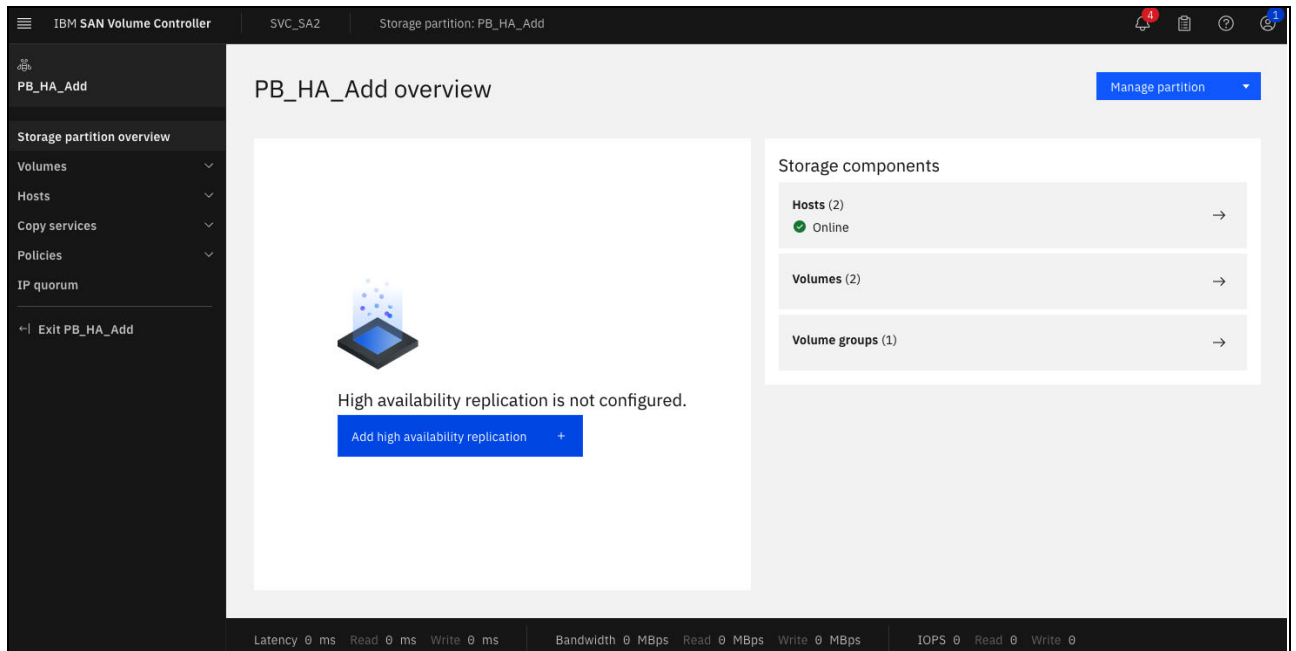 IBM SAN Volume Controller SVC_SA2 Storage partition: PB_HA_Add 4 1
PB_HA_Add
Storage partition overview
Volumes
Hosts
Copy services
Policies
IP quorum
Exit PB_HA_Add
PB_HA_Add overview
Manage partition
High availability replication is not configured.
Add high availability replication +
Storage components
Hosts (2)
Online
Volumes (2)
Volume groups (1)
Latency 0 ms Read 0 ms Write 0 ms Bandwidth 0 MBps Read 0 MBps Write 0 MBps IOPS 0 Read 0 Write 0